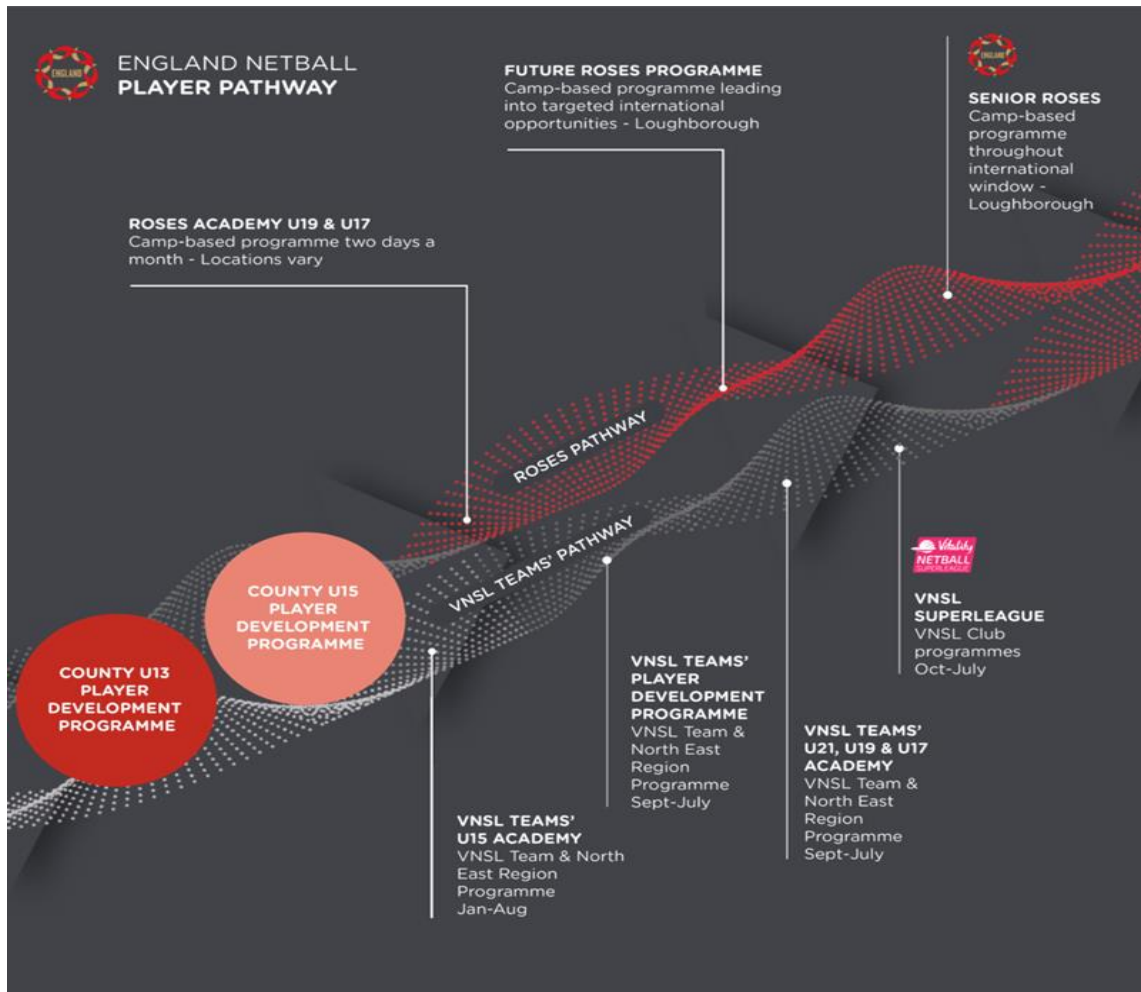 ENGLAND
ENGLAND NETBALL
PLAYER PATHWAY
FUTURE ROSES PROGRAMME
Camp-based programme leading
into targeted international
opportunities - Loughborough
SENIOR ROSES
Camp-based
programme
throughout
international
window -
Loughborough
ROSES ACADEMY U19 & U17
Camp-based programme two days a
month - Locations vary
ROSES PATHWAY
VNSL TEAMS' PATHWAY
COUNTY U15
PLAYER
DEVELOPMENT
PROGRAMME
COUNTY U13
PLAYER
DEVELOPMENT
PROGRAMME
VNSL TEAMS'
U15 ACADEMY
VNSL Team & North
East Region
Programme
Jan-Aug
VNSL TEAMS'
PLAYER
DEVELOPMENT
PROGRAMME
VNSL Team &
North East
Region
Programme
Sept-July
VNSL TEAMS'
U21, U19 & U17
ACADEMY
VNSL Team &
North East
Region
Programme
Sept-July
Vitality
NETBALL
SUPERLEAGUE
VNSL
SUPERLEAGUE
VNSL Club
programmes
Oct-July